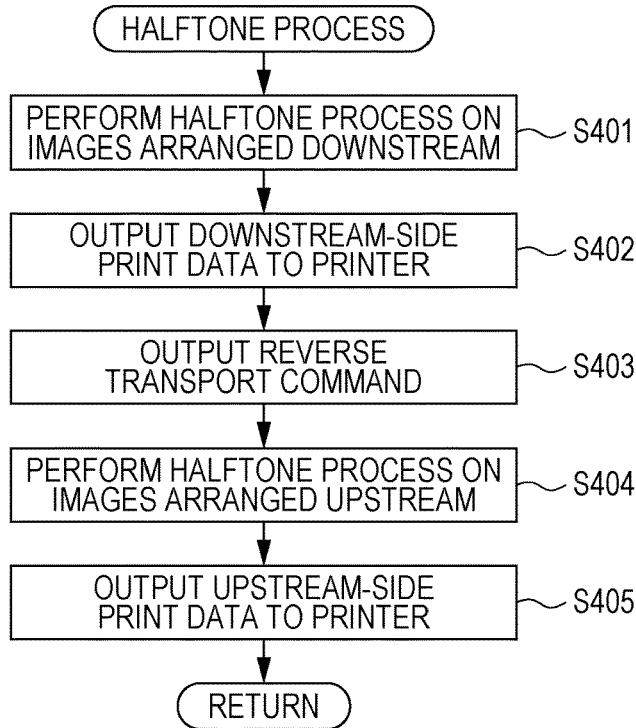 HALFTONE PROCESS
PERFORM HALFTONE PROCESS ON
IMAGES ARRANGED DOWNSTREAM
S401
OUTPUT DOWNSTREAM-SIDE
PRINT DATA TO PRINTER
S402
OUTPUT REVERSE
TRANSPORT COMMAND
S403
PERFORM HALFTONE PROCESS ON
IMAGES ARRANGED UPSTREAM
S404
OUTPUT UPSTREAM-SIDE
PRINT DATA TO PRINTER
S405
RETURN